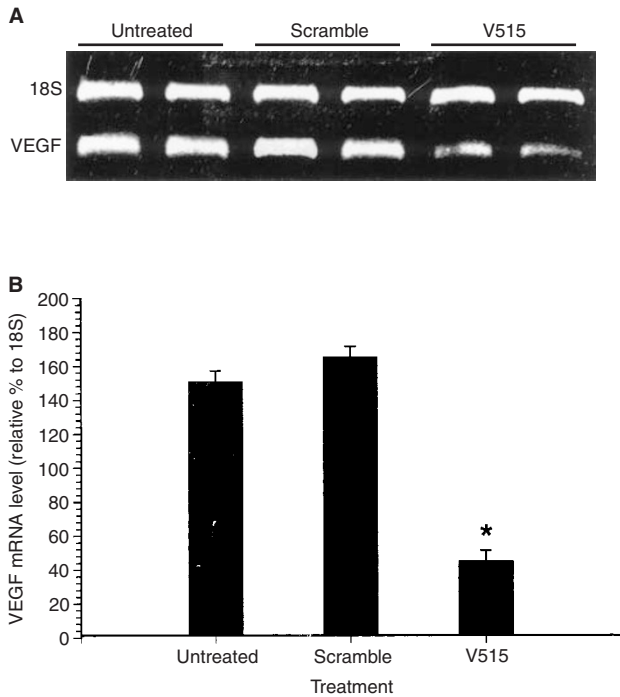 A
Untreated Scramble V515
18S
VEGF
B
VEGF mRNA level (relative % to 18S)
200
180
160
140
120
100
80
60
40
20
0
*
Untreated Scramble V515
Treatment